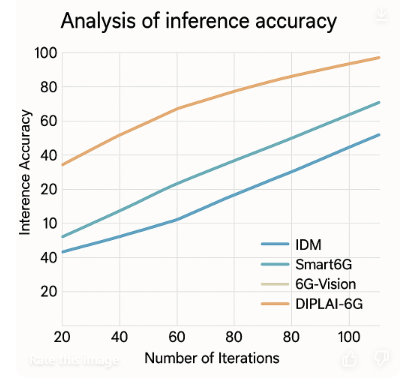 Analysis of inference accuracy
100
80
60
40
20
10
40
20
Inference Accuracy
IDM
Smart6G
6G-Vision
DIPLAI-6G
20 40 60 80 80 100
Number of Iterations
Rate this image